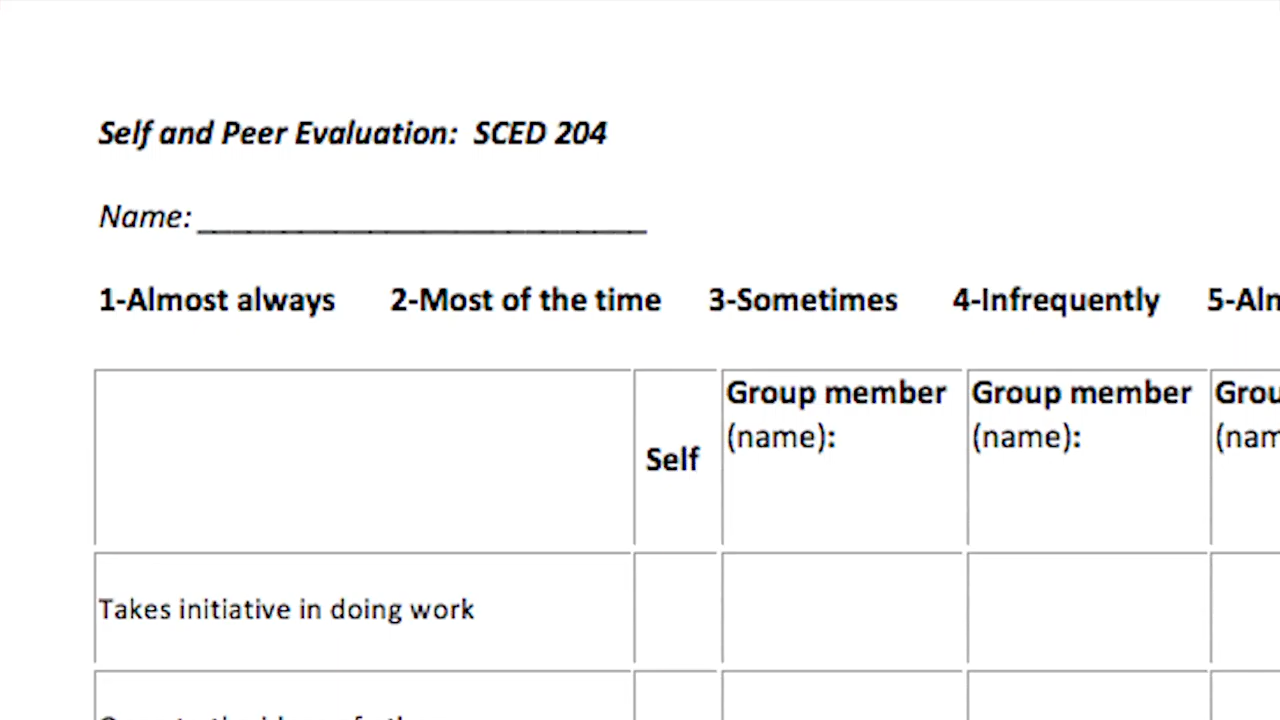 Self and Peer Evaluation: SCED 204
Name: ___________________________
1-Almost always 2-Most of the time 3-Sometimes 4-Infrequently
Group member Group member
(name): (name):
Self
Takes initiative in doing work